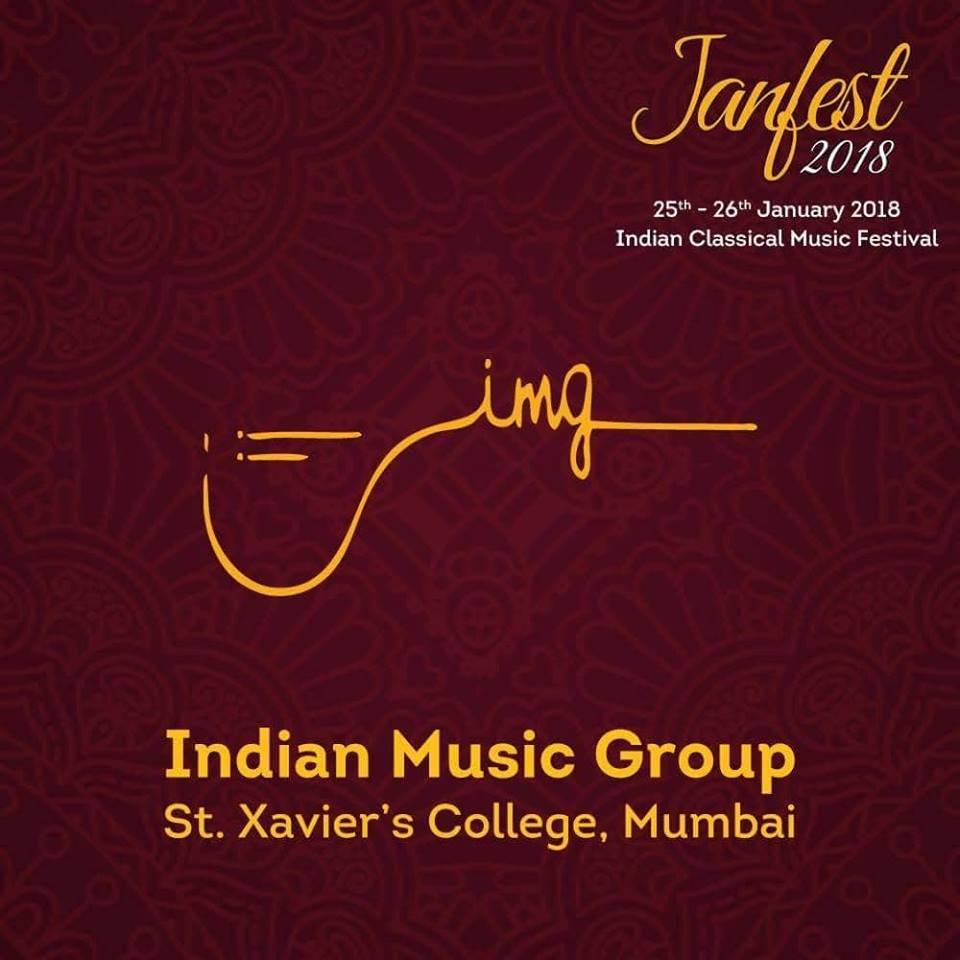 Janfest
2018
25th - 26th January 2018
Indian Classical Music Festival
img
Indian Music Group
St. Xavier's College, Mumbai